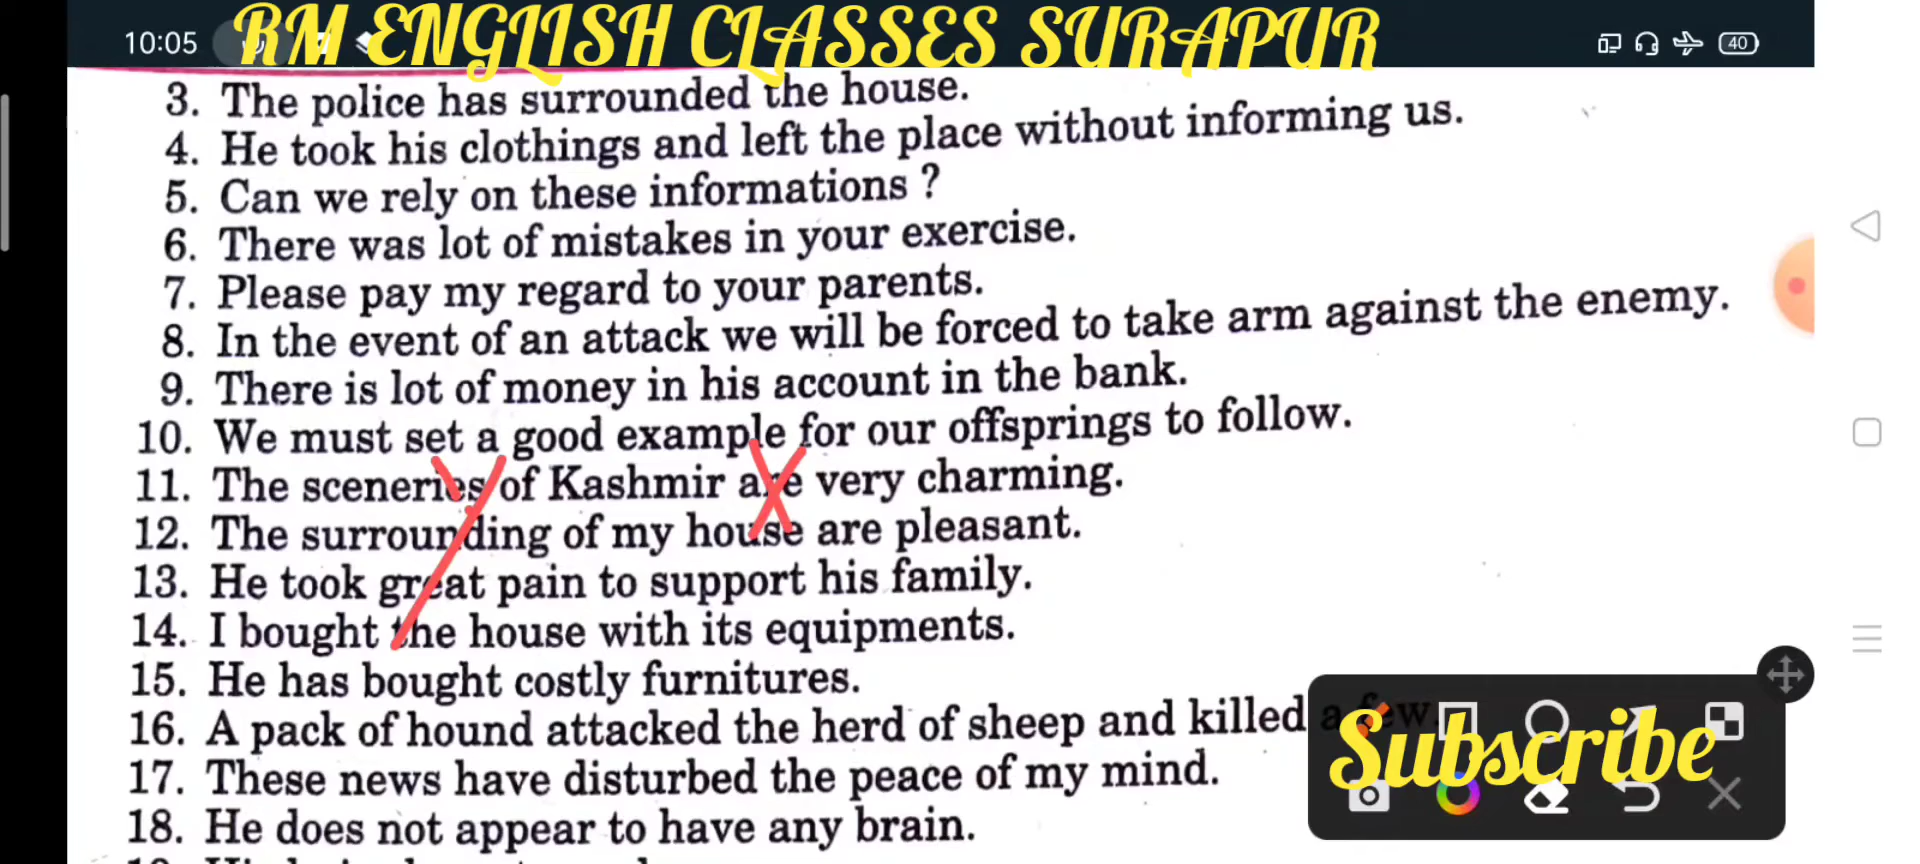 RM ENGLISH CLASSES SURAPUR
10:05
40
3. The police has surrounded the house.
4. He took his clothings and left the place without informing us.
5. Can we rely on these informations ?
6. There was lot of mistakes in your exercise.
7. Please pay my regard to your parents.
8. In the event of an attack we will be forced to take arm against the enemy.
9. There is lot of money in his account in the bank.
10. We must set a good example for our offsprings to follow.
11. The sceneries of Kashmir are very charming.
12. The surrounding of my house are pleasant.
13. He took great pain to support his family.
14. I bought the house with its equipments.
15. He has bought costly furnitures.
16. A pack of hound attacked the herd of sheep and killed a few.
17. These news have disturbed the peace of my mind.
18. He does not appear to have any brain.
Subscribe